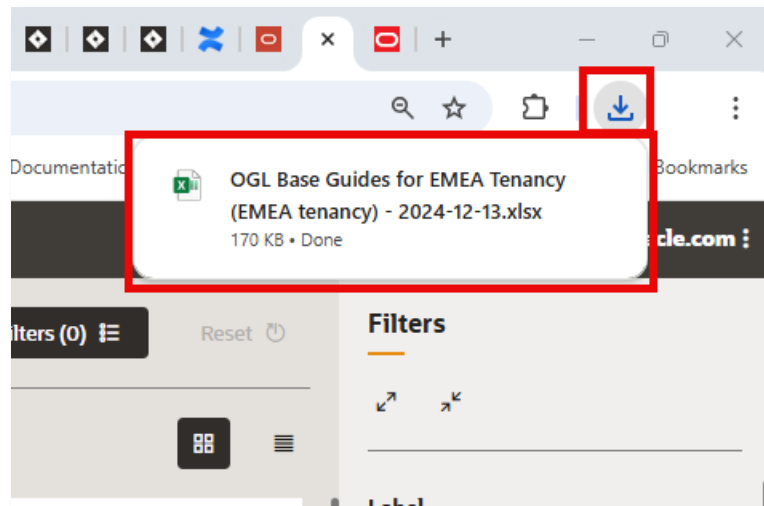 Documentatio
Bookmarks
OGL Base Guides for EMEA Tenancy
(EMEA tenancy) - 2024-12-13.xlsx
170 KB • Done
cle.com
ilters (0)
Reset
Filters
Label